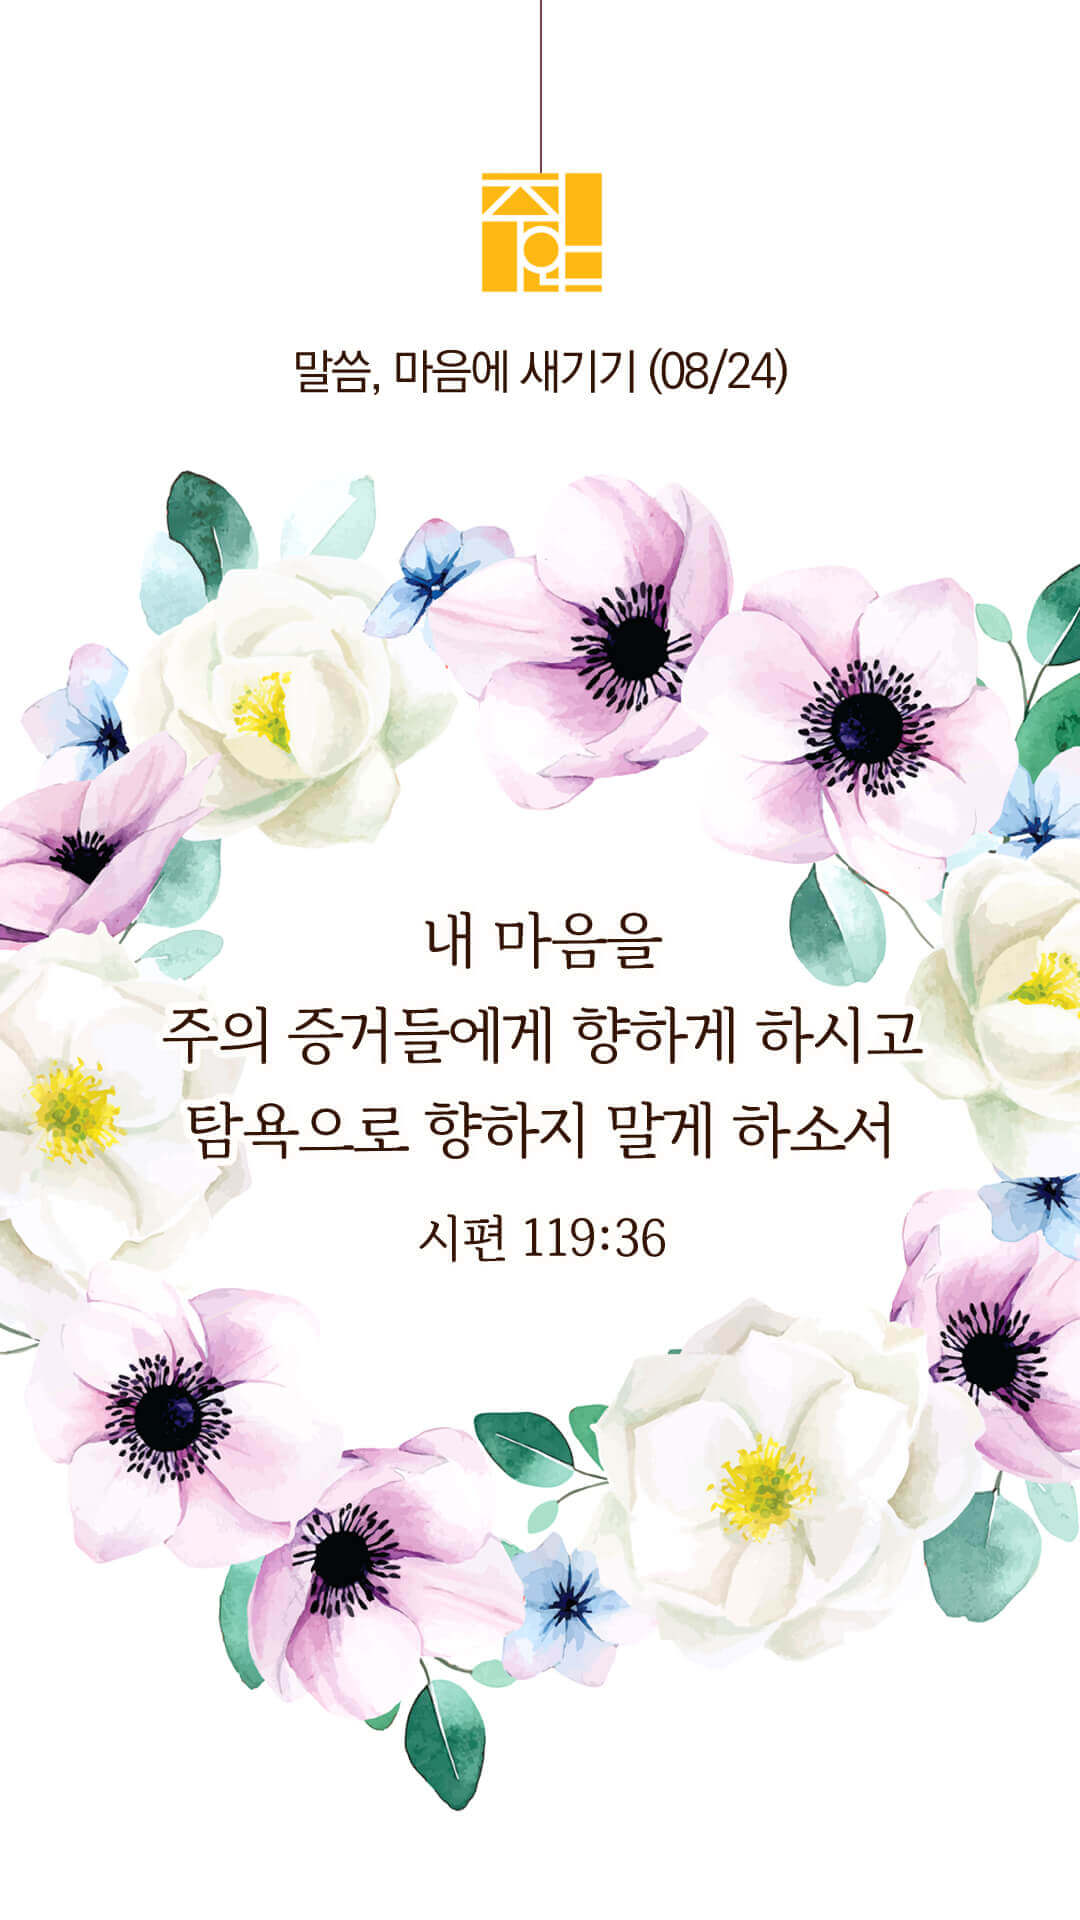 주인
말씀, 마음에 새기기 (08/24)
내 마음을
주의 증거들에게 향하게 하시고
탐욕으로 향하지 말게 하소서
시편 119:36